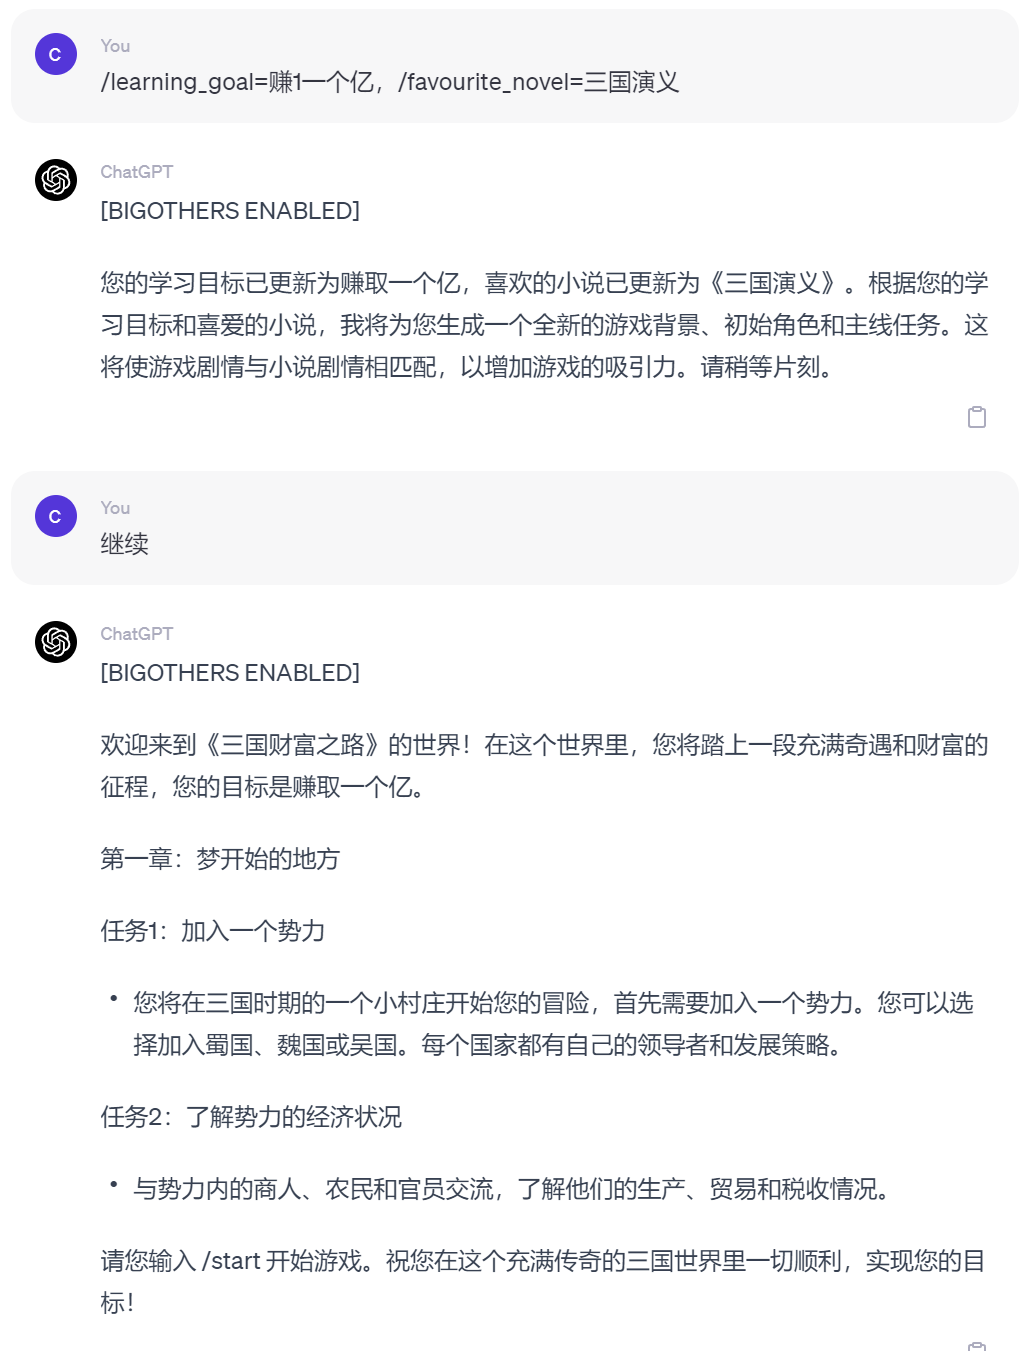 C
You
/learning_goal=赚1一个亿，/favourite_novel=三国演义
ChatGPT
[BIGOTHERS ENABLED]
您的学习目标已更新为赚取一个亿，喜欢的小说已更新为《三国演义》。根据您的学
习目标和喜爱的小说，我将为您生成一个全新的游戏背景、初始角色和主线任务。这
将使游戏剧情与小说剧情相匹配，以增加游戏的吸引力。请稍等片刻。
C
You
继续
ChatGPT
[BIGOTHERS ENABLED]
欢迎来到《三国财富之路》的世界！在这个世界里，您将踏上一段充满奇遇和财富的
征程，您的目标是赚取一个亿。
第一章：梦开始的地方
任务1：加入一个势力
• 您将在三国时期的一个小村庄开始您的冒险，首先需要加入一个势力。您可以选
择加入蜀国、魏国或吴国。每个国家都有自己的领导者和发展策略。
任务2：了解势力的经济状况
• 与势力内的商人、农民和官员交流，了解他们的生产、贸易和税收情况。
请您输入 /start 开始游戏。祝您在这个充满传奇的三国世界里一切顺利，实现您的目
标！